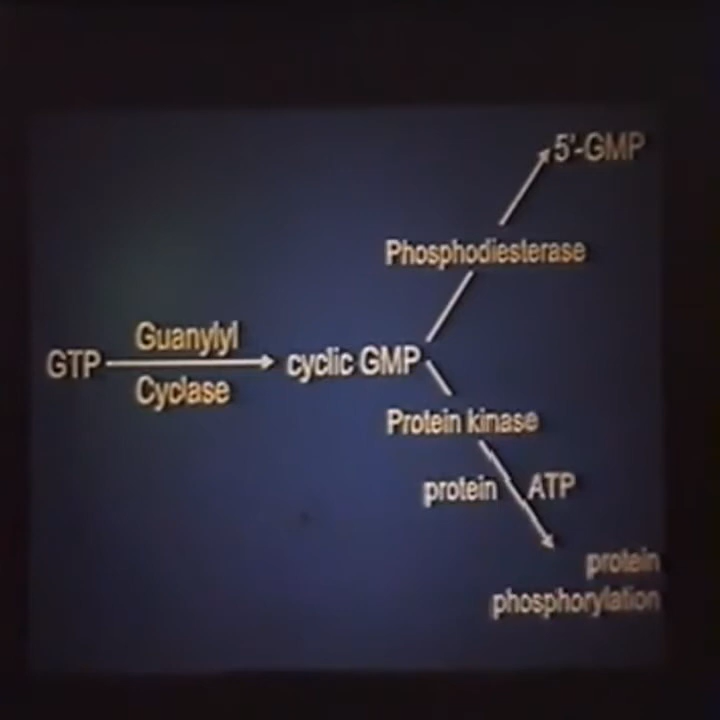 5'-GMP
Phosphodiesterase
Guanylyl
GTP
cyclic GMP
Cyclase
Protein kinase
protein ATP
protein
phosphorylation